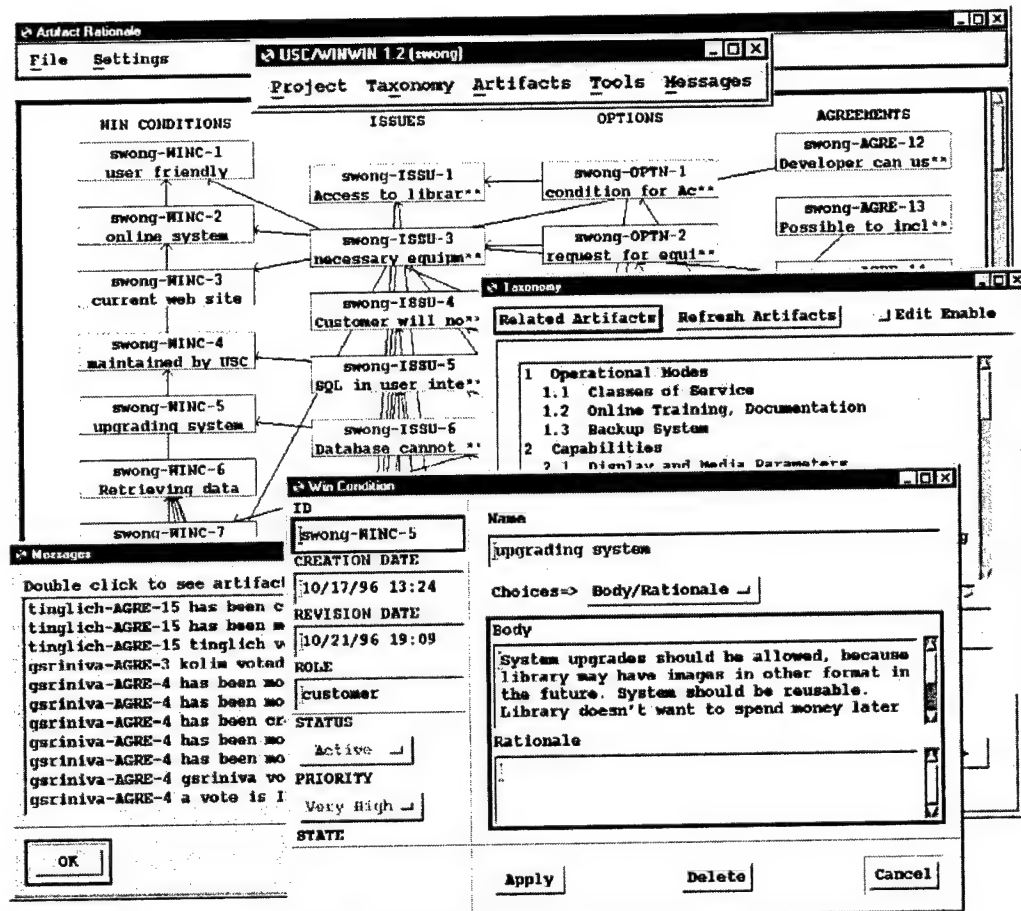 Artifact Rationale
File Settings
USC/WINWIN 1.2 (swong)
Project Taxonomy Artifacts Tools Messages
WIN CONDITIONS
ISSUES
OPTIONS
AGREEMENTS
swong-WINC-1
user friendly
swong-WINC-2
online system
swong-WINC-3
current web site
swong-WINC-4
maintained by USC
swong-WINC-5
upgrading system
swong-WINC-6
Retrieving data
swong-WINC-7
swong-ISSU-1
Access to librar**
swong-ISSU-3
necessary equipm**
swong-ISSU-4
Customer will no**
swong-ISSU-5
SQL in user inte**
swong-ISSU-6
Database cannot **
swong-OPTN-1
condition for Ac**
swong-OPTN-2
request for equi**
swong-AGRE-12
Developer can us**
swong-AGRE-13
Possible to incl**
Taxonomy
Related Artifacts Refresh Artifacts Edit Enable
1 Operational Modes
1.1 Classes of Service
1.2 Online Training, Documentation
1.3 Backup System
2 Capabilities
2.1 Display and Media Parameters
Messages
Double click to see artifact
tinglich-AGRE-15 has been c
tinglich-AGRE-15 has been m
tinglich-AGRE-15 tinglich v
gsriniva-AGRE-3 kolim voted
gsriniva-AGRE-4 has been mo
gsriniva-AGRE-4 has been mo
gsriniva-AGRE-4 has been cr
gsriniva-AGRE-4 has been mo
gsriniva-AGRE-4 has been mo
gsriniva-AGRE-4 gsriniva vo
gsriniva-AGRE-4 a vote is I
OK
Win Condition
ID
swong-WINC-5
CREATION DATE
10/17/96 13:24
REVISION DATE
10/21/96 19:09
ROLE
customer
STATUS
Active
PRIORITY
Very High
STATE
Name
upgrading system
Choices=> Body/Rationale
Body
System upgrades should be allowed, because
library may have images in other format in
the future. System should be reusable.
Library doesn't want to spend money later
Rationale
Apply Delete Cancel